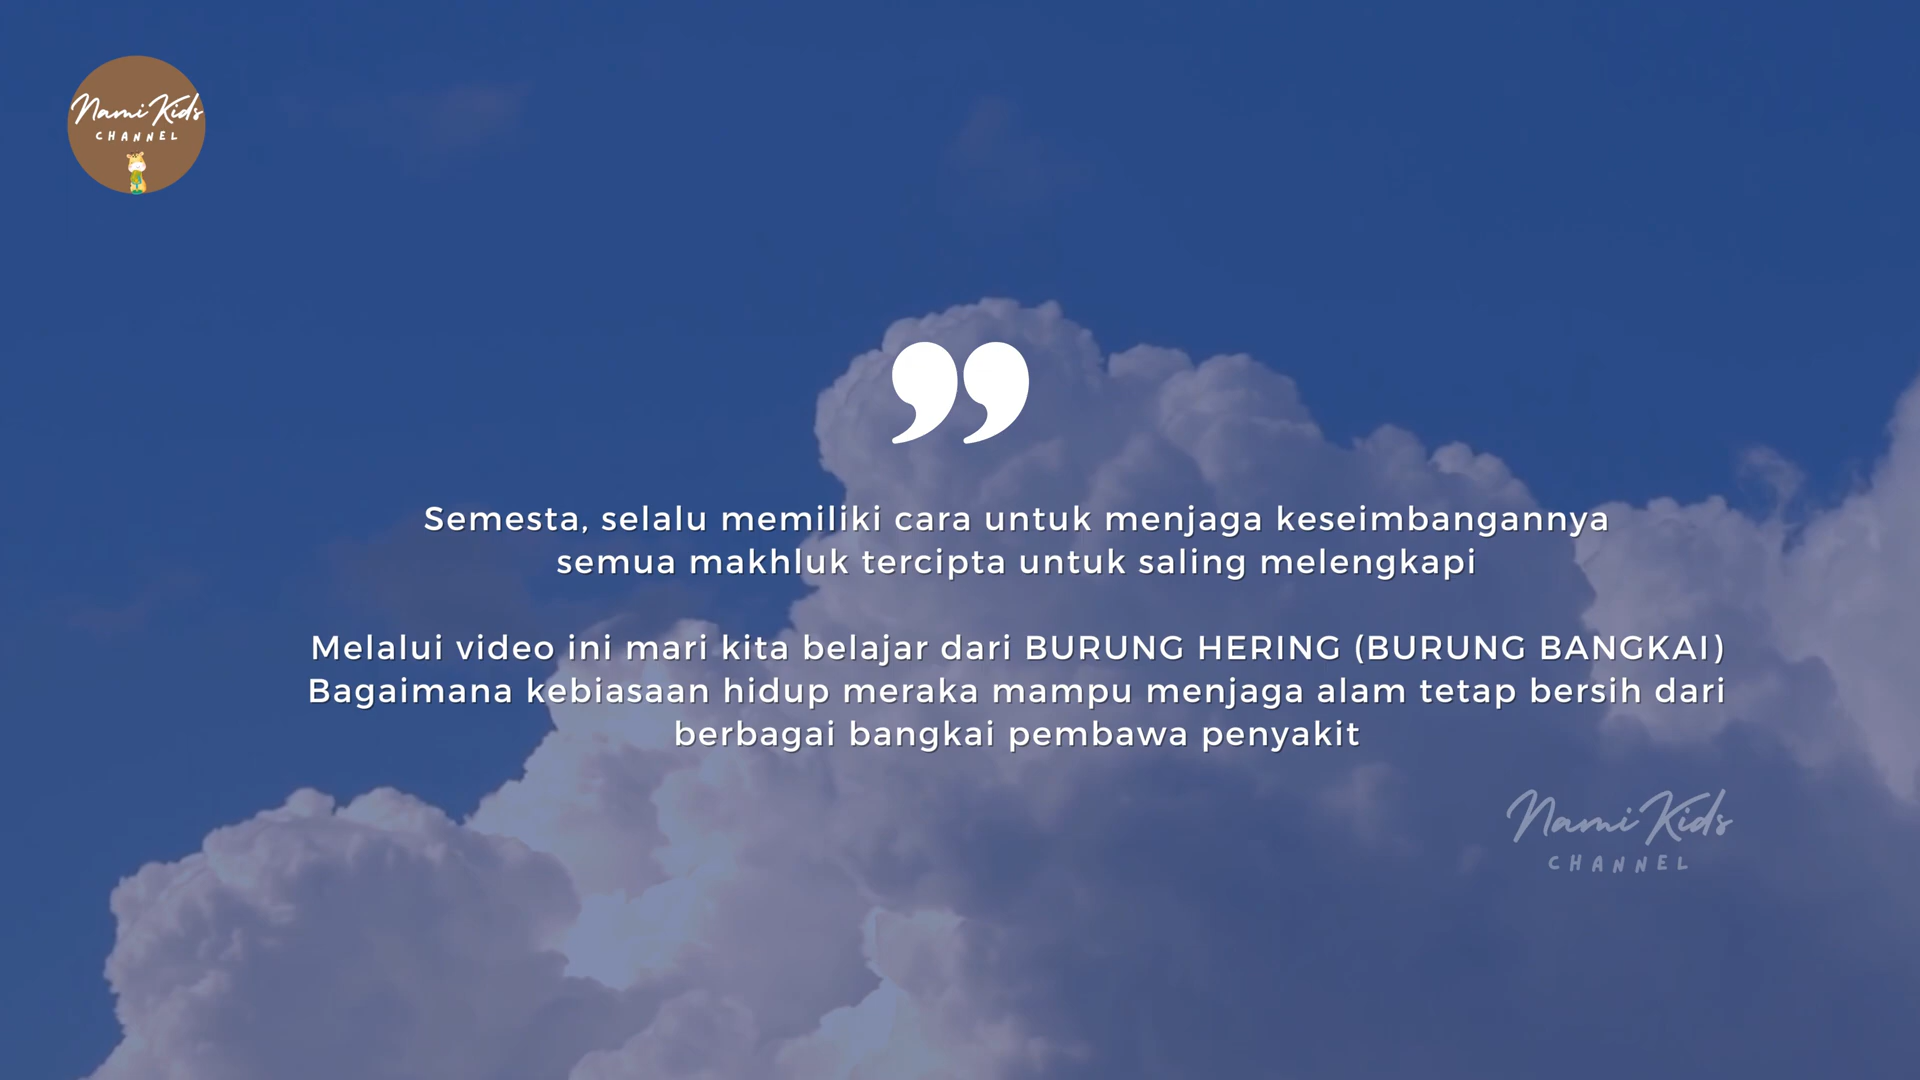 Nami Kids
CHANNEL
Semesta, selalu memiliki cara untuk menjaga keseimbangannya
semua makhluk tercipta untuk saling melengkapi
Melalui video ini mari kita belajar dari BURUNG HERING (BURUNG BANGKAI)
Bagaimana kebiasaan hidup meraka mampu menjaga alam tetap bersih dari
berbagai bangkai pembawa penyakit
Nami Kids
CHANNEL